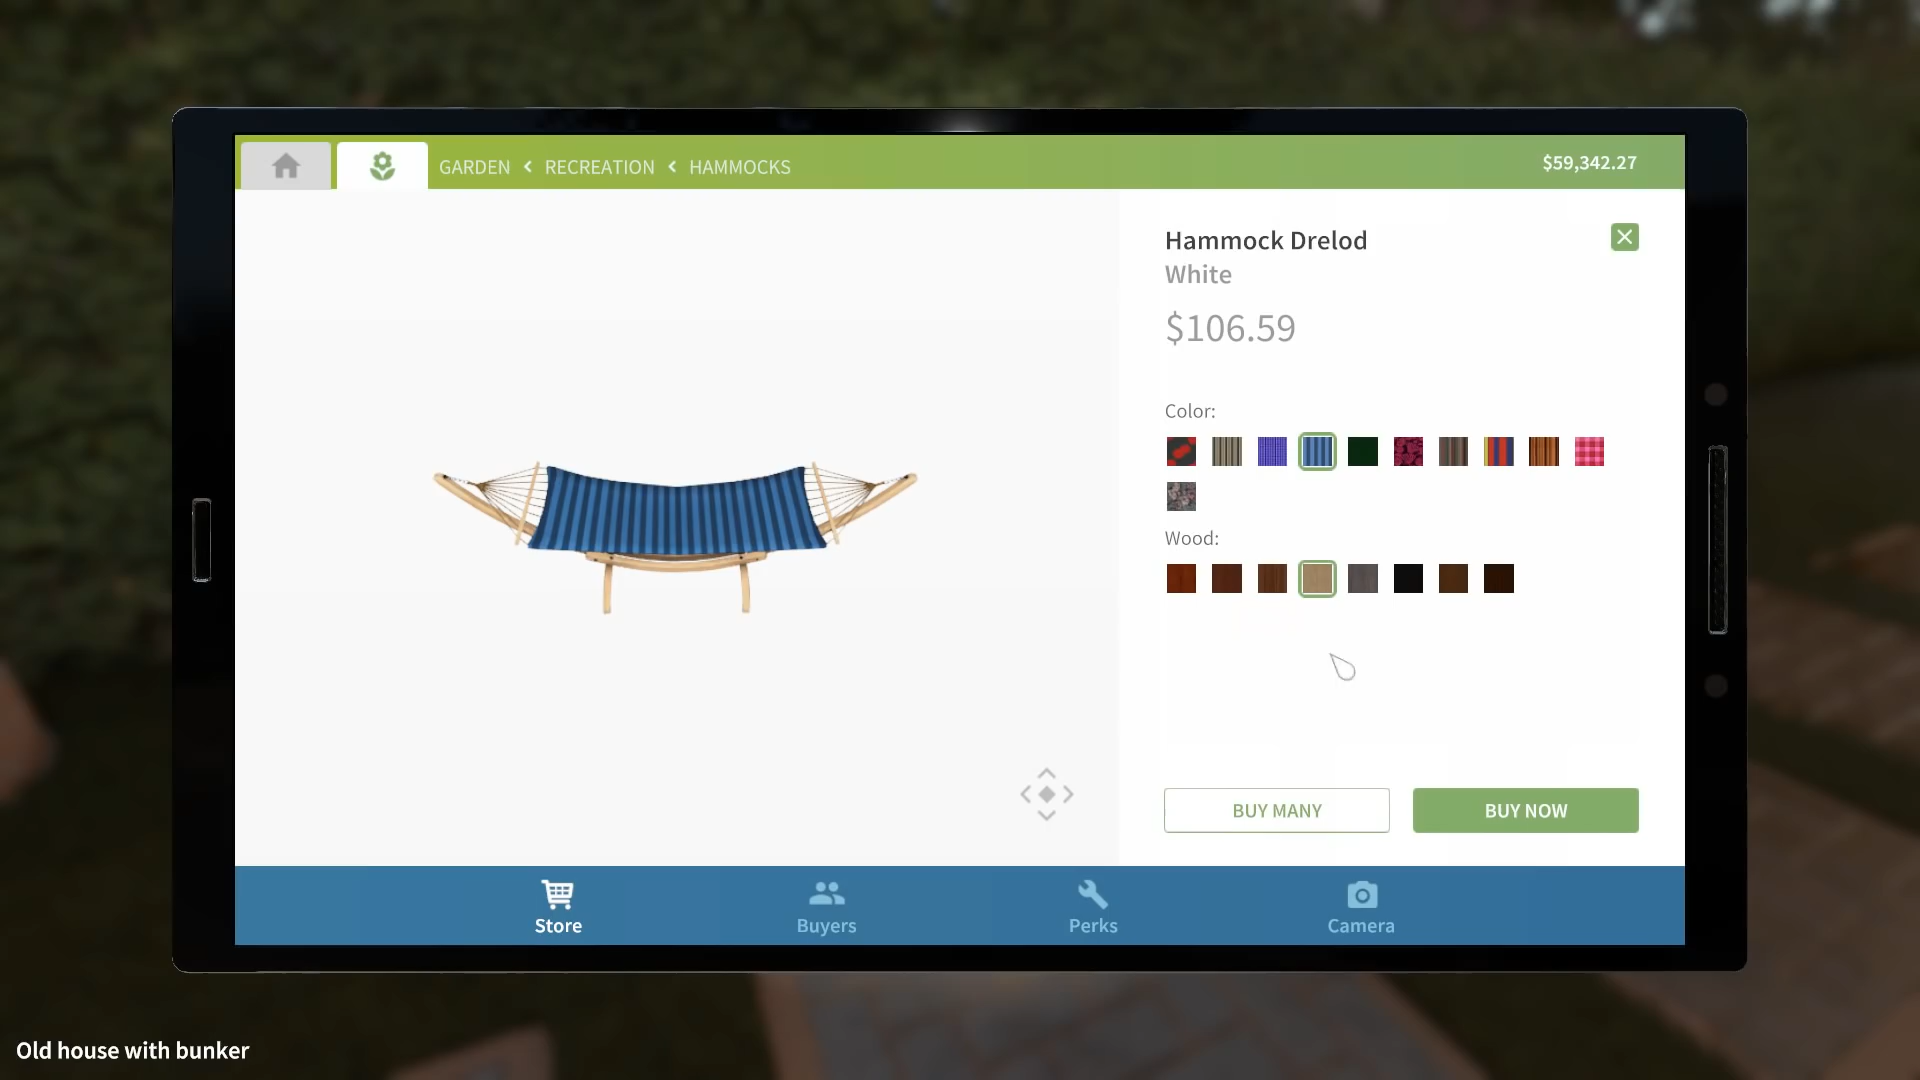 GARDEN < RECREATION < HAMMOCKS
$59,342.27
Hammock Drelod
White
$106.59
Color:
Wood:
BUY MANY
BUY NOW
Store
Buyers
Perks
Camera
Old house with bunker